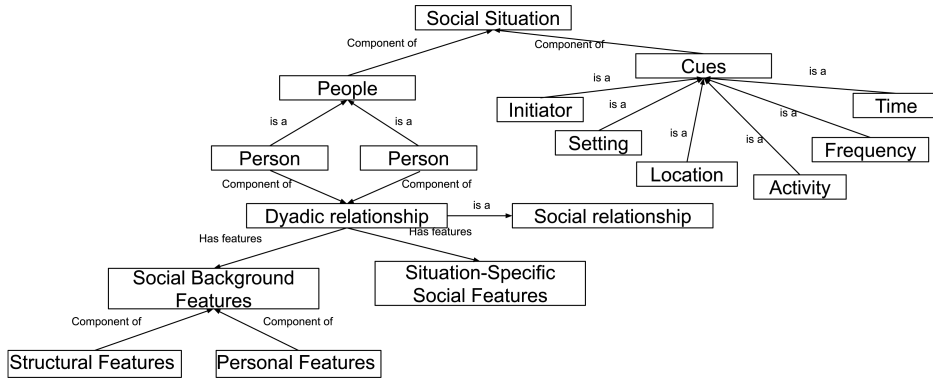 Social Situation
Component of
Component of
Cues
People
is a
is a
Initiator
is a
Time
is a
is a
is a
Setting
is a
is a
Frequency
Person
Person
Location
Activity
Component of
Component of
Dyadic relationship
is a
Social relationship
Has features
Has features
Social Background
Features
Situation-Specific
Social Features
Component of
Component of
Structural Features
Personal Features